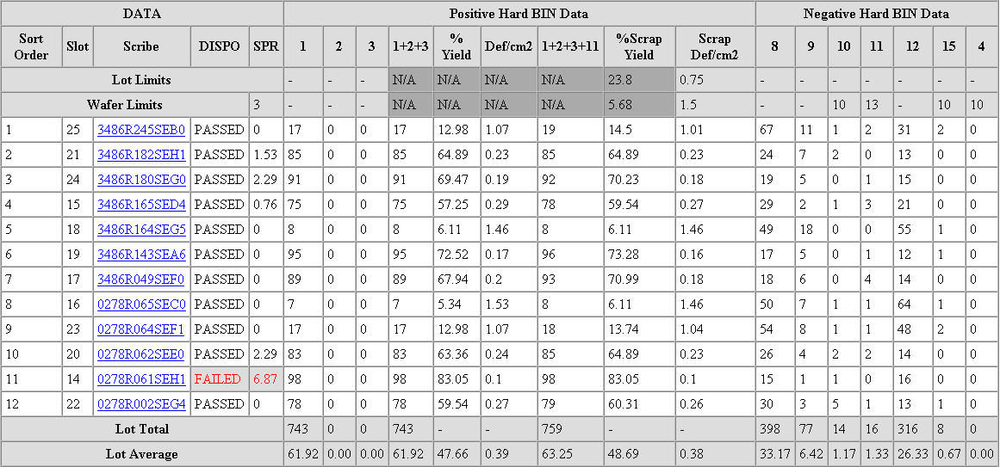 DATA Positive Hard BIN Data Negative Hard BIN Data
Sort Order Slot Scribe DISPO SPR 1 2 3 1+2+3 % Yield Def/cm2 1+2+3+11 %Scrap Yield Scrap Def/cm2 8 9 10 11 12 15 4
Lot Limits - - - N/A N/A N/A N/A 23.8 0.75 - - - - - - -
Wafer Limits 3 - - - N/A N/A N/A N/A 5.68 1.5 - - 10 13 - 10 10
1 25 3486R245SEB0 PASSED 0 17 0 0 17 12.98 1.07 19 14.5 1.01 67 11 1 2 31 2 0
2 21 3486R182SEH1 PASSED 1.53 85 0 0 85 64.89 0.23 85 64.89 0.23 24 7 2 0 13 0 0
3 24 3486R180SEG0 PASSED 2.29 91 0 0 91 69.47 0.19 92 70.23 0.18 19 5 0 1 15 0 0
4 15 3486R165SED4 PASSED 0.76 75 0 0 75 57.25 0.29 78 59.54 0.27 29 2 1 3 21 0 0
5 18 3486R164SEG5 PASSED 0 8 0 0 8 6.11 1.46 8 6.11 1.46 49 18 0 0 55 1 0
6 19 3486R143SEA6 PASSED 0 95 0 0 95 72.52 0.17 96 73.28 0.16 17 5 0 1 12 1 0
7 17 3486R049SEF0 PASSED 0 89 0 0 89 67.94 0.2 93 70.99 0.18 18 6 0 4 14 0 0
8 16 0278R065SEC0 PASSED 0 7 0 0 7 5.34 1.53 8 6.11 1.46 50 7 1 1 64 1 0
9 23 0278R064SEF1 PASSED 0 17 0 0 17 12.98 1.07 18 13.74 1.04 54 8 1 1 48 2 0
10 20 0278R062SEE0 PASSED 2.29 83 0 0 83 63.36 0.24 85 64.89 0.23 26 4 2 2 14 0 0
11 14 0278R061SEH1 FAILED 6.87 98 0 0 98 83.05 0.1 98 83.05 0.1 15 1 1 0 16 0 0
12 22 0278R002SEG4 PASSED 0 78 0 0 78 59.54 0.27 79 60.31 0.26 30 3 5 1 13 1 0
Lot Total 743 0 0 743 - - 759 - - 398 77 14 16 316 8 0
Lot Average 61.92 0.00 0.00 61.92 47.66 0.39 63.25 48.69 0.38 33.17 6.42 1.17 1.33 26.33 0.67 0.00